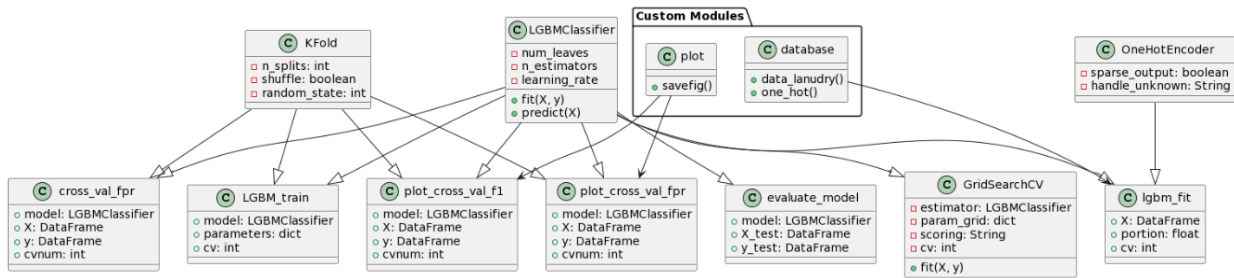 Custom Modules
C KFold
n_splits: int
shuffle: boolean
random_state: int
C LGBMClassifier
num_leaves
n_estimators
learning_rate
fit(X, y)
predict(X)
C plot
savefig()
C database
data_lanudry()
one_hot()
C OneHotEncoder
sparse_output: boolean
handle_unknown: String
C cross_val_fpr
model: LGBMClassifier
X: DataFrame
y: DataFrame
cvnum: int
C LGBM_train
model: LGBMClassifier
parameters: dict
cv: int
C plot_cross_val_f1
model: LGBMClassifier
X: DataFrame
y: DataFrame
cvnum: int
C plot_cross_val_fpr
model: LGBMClassifier
X: DataFrame
y: DataFrame
cvnum: int
C evaluate_model
model: LGBMClassifier
X_test: DataFrame
y_test: DataFrame
C GridSearchCV
estimator: LGBMClassifier
param_grid: dict
scoring: String
cv: int
fit(X, y)
C lgbm_fit
X: DataFrame
portion: float
cv: int